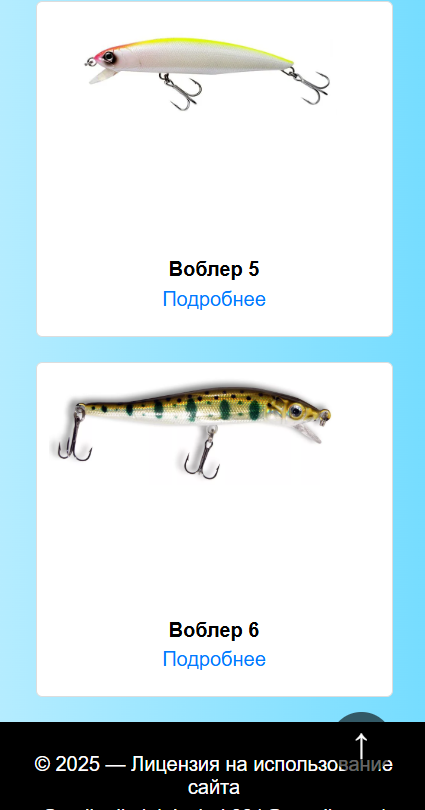 Воблер 5
Подробнее
Воблер 6
Подробнее
© 2025 — Лицензия на использование
сайта